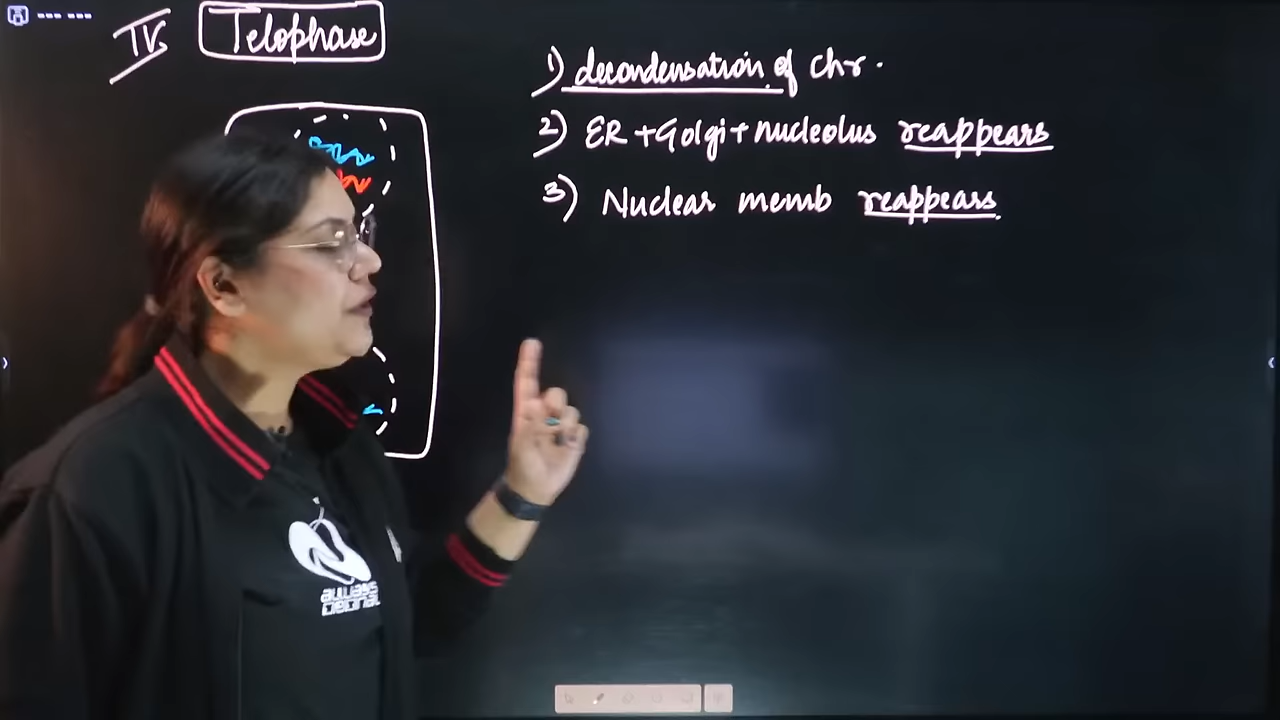 IV. Telophase
1) decondensation of chr.
2) ER + Golgi + nucleolus reappears
3) Nuclear memb reappears.